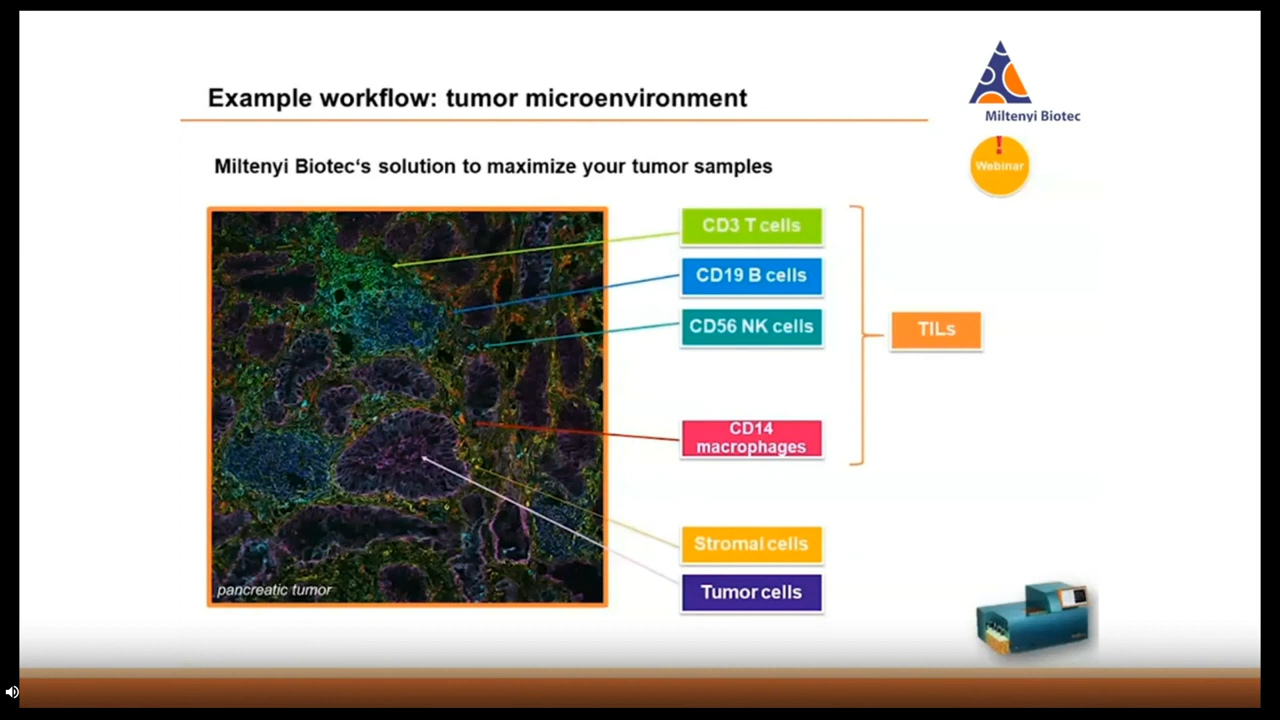 Example workflow: tumor microenvironment
Miltenyi Biotec
!
Webinar
Miltenyi Biotec‘s solution to maximize your tumor samples
CD3 T cells
CD19 B cells
CD56 NK cells
TILs
CD14
macrophages
Stromal cells
Tumor cells
pancreatic tumor